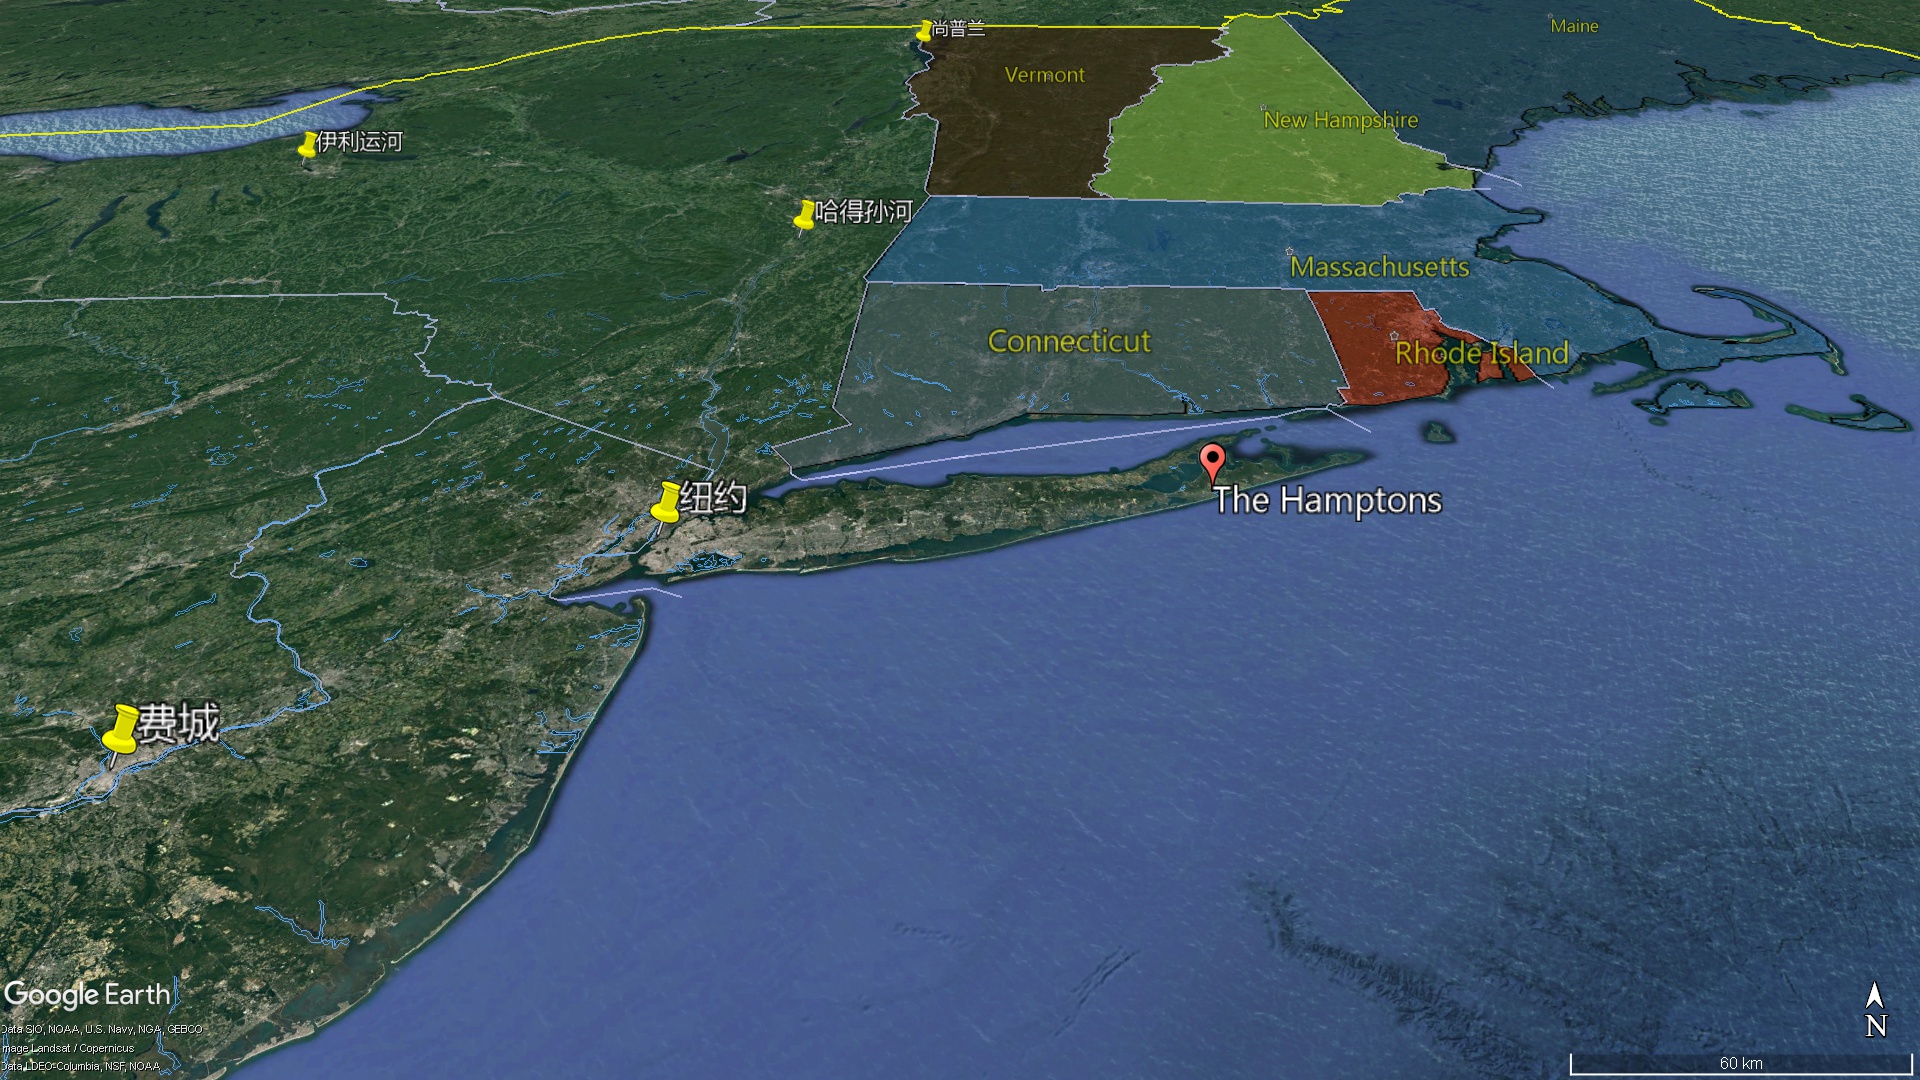 Maine
尚普兰
Vermont
New Hampshire
伊利运河
哈得孙河
Massachusetts
Connecticut
Rhode Island
纽约
The Hamptons
费城
Google Earth
Data SIO, NOAA, U.S. Navy, NGA, GEBCO
Image Landsat / Copernicus
Data LDEO-Columbia, NSF, NOAA
N
60 km